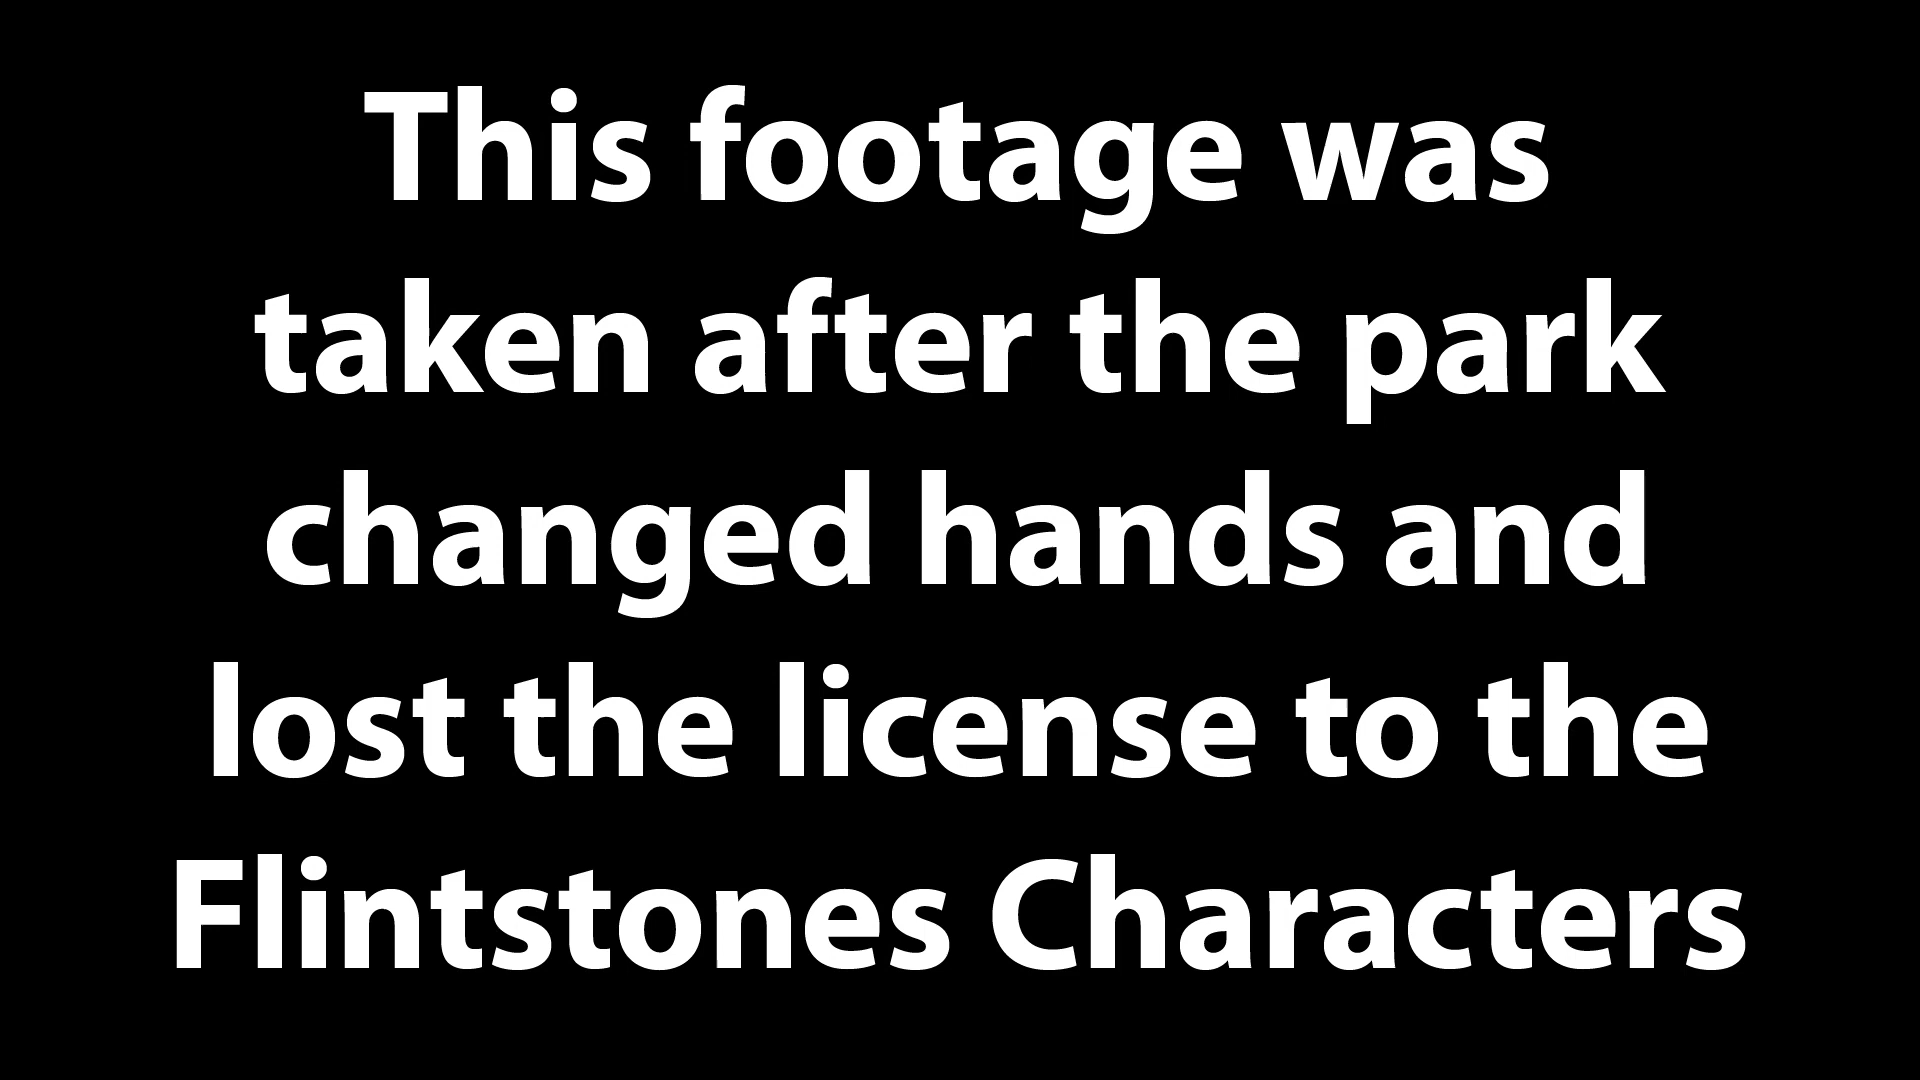 This footage was
taken after the park
changed hands and
lost the license to the
Flintstones Characters